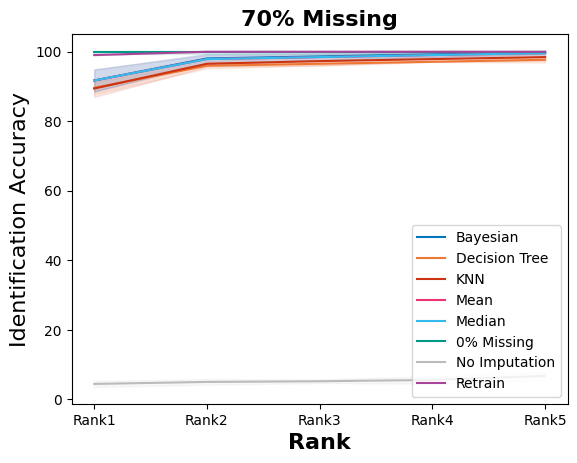 70% Missing
Identification Accuracy
100
80
60
40
20
0
Bayesian
Decision Tree
KNN
Mean
Median
0% Missing
No Imputation
Retrain
Rank1 Rank2 Rank3 Rank4 Rank5
Rank